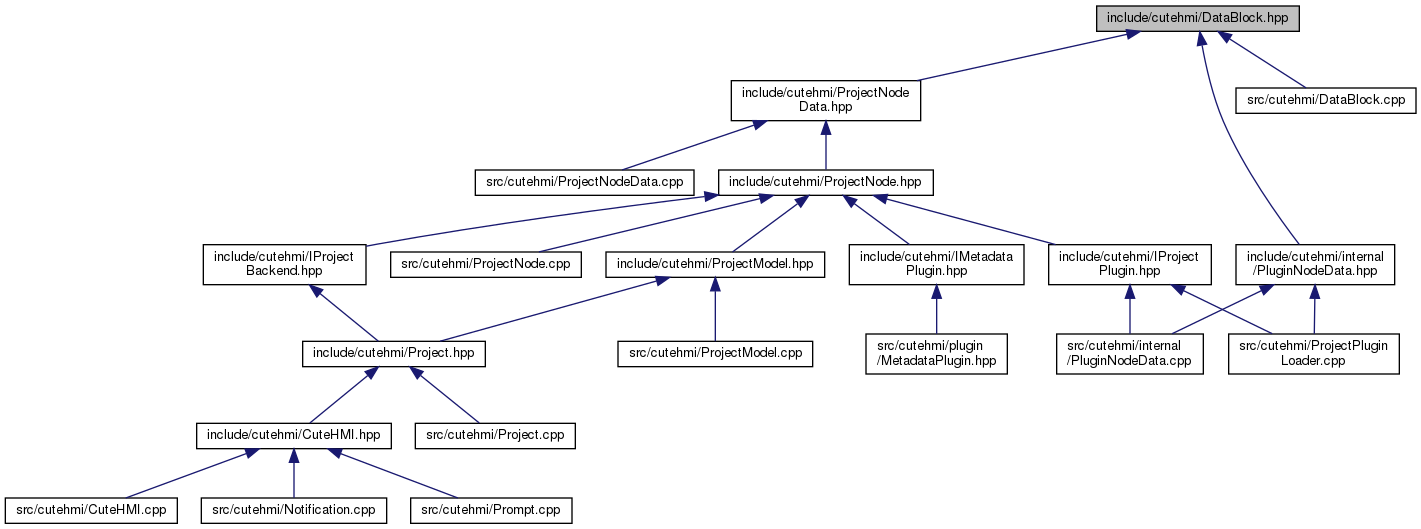 include/cutehmi/DataBlock.hpp
include/cutehmi/ProjectNode
Data.hpp
src/cutehmi/DataBlock.cpp
src/cutehmi/ProjectNodeData.cpp
include/cutehmi/ProjectNode.hpp
include/cutehmi/IProject
Backend.hpp
src/cutehmi/ProjectNode.cpp
include/cutehmi/ProjectModel.hpp
include/cutehmi/IMetadata
Plugin.hpp
include/cutehmi/IProject
Plugin.hpp
include/cutehmi/internal
/PluginNodeData.hpp
include/cutehmi/Project.hpp
src/cutehmi/ProjectModel.cpp
src/cutehmi/plugin
/MetadataPlugin.hpp
src/cutehmi/internal
/PluginNodeData.cpp
src/cutehmi/ProjectPlugin
Loader.cpp
include/cutehmi/CuteHMI.hpp
src/cutehmi/Project.cpp
src/cutehmi/CuteHMI.cpp
src/cutehmi/Notification.cpp
src/cutehmi/Prompt.cpp